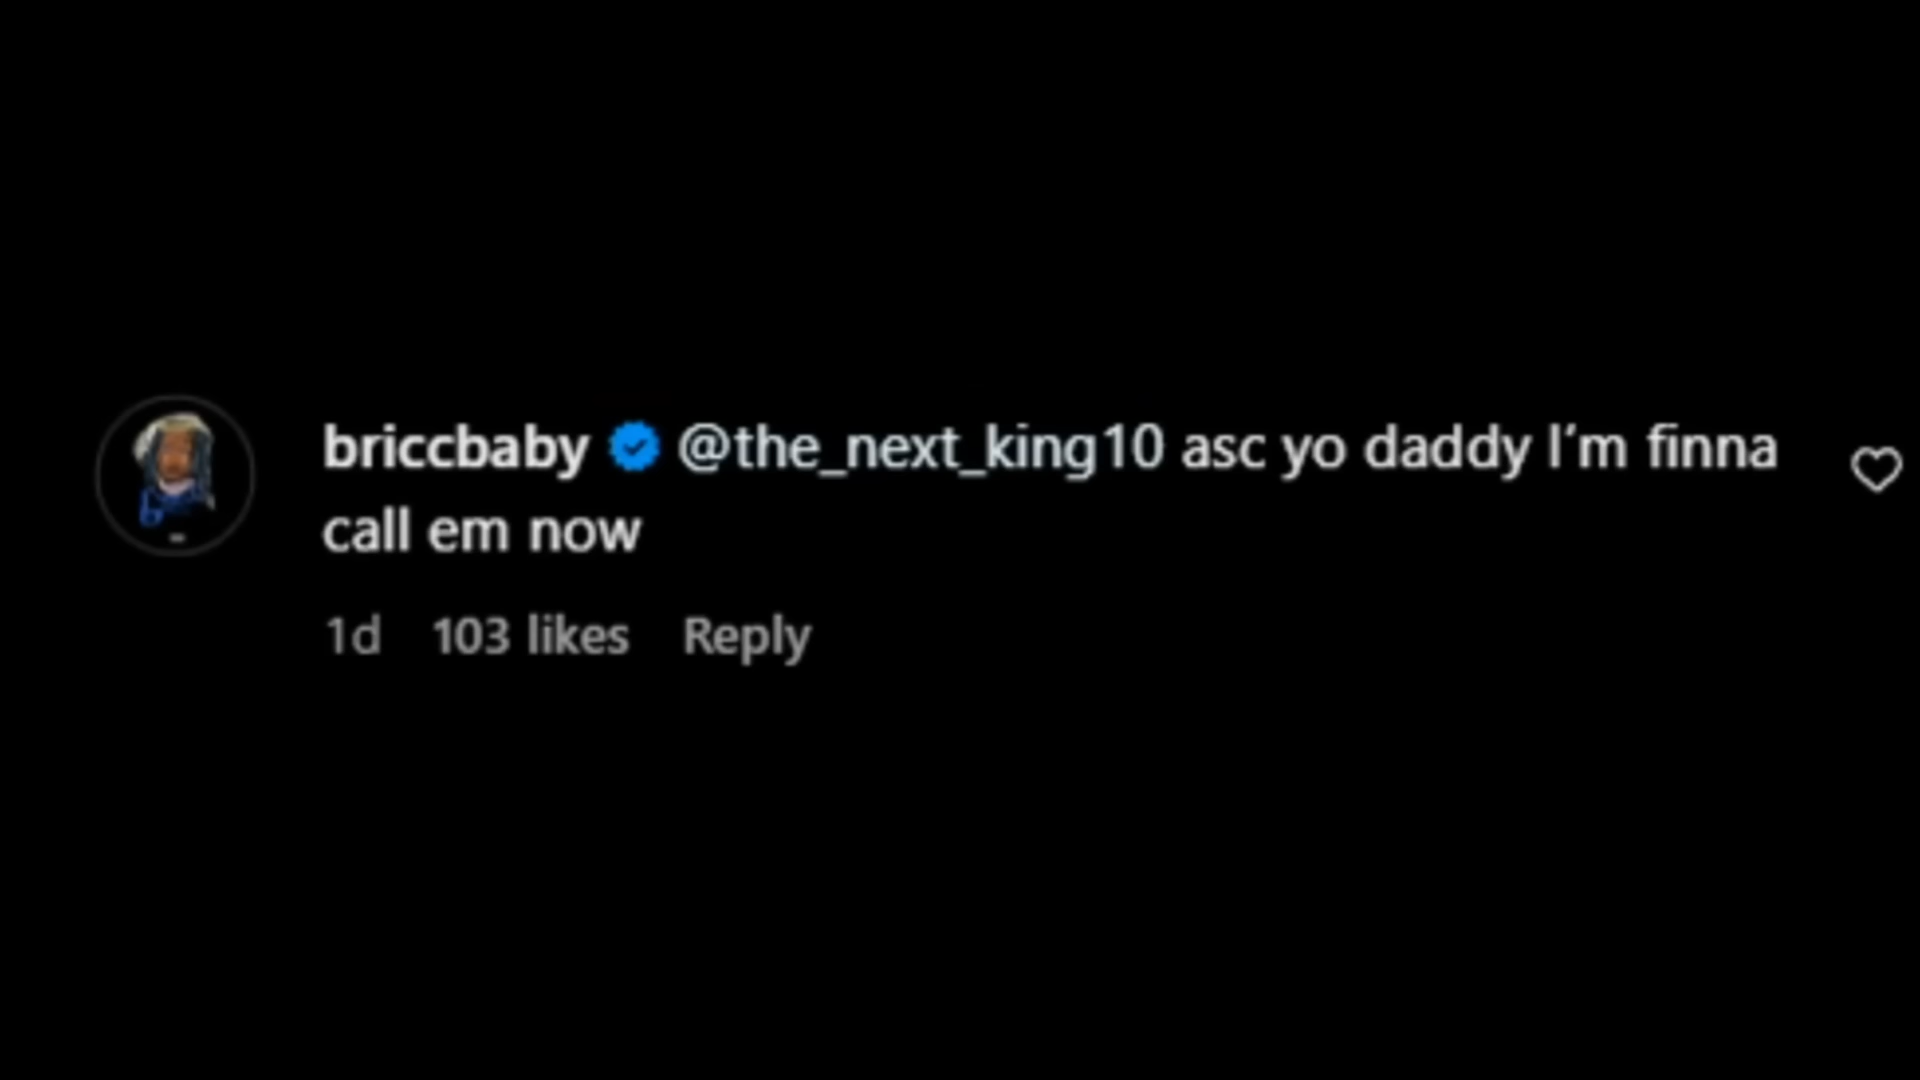 briccbaby @the_next_king10 asc yo daddy I'm finna
call em now
1d 103 likes Reply